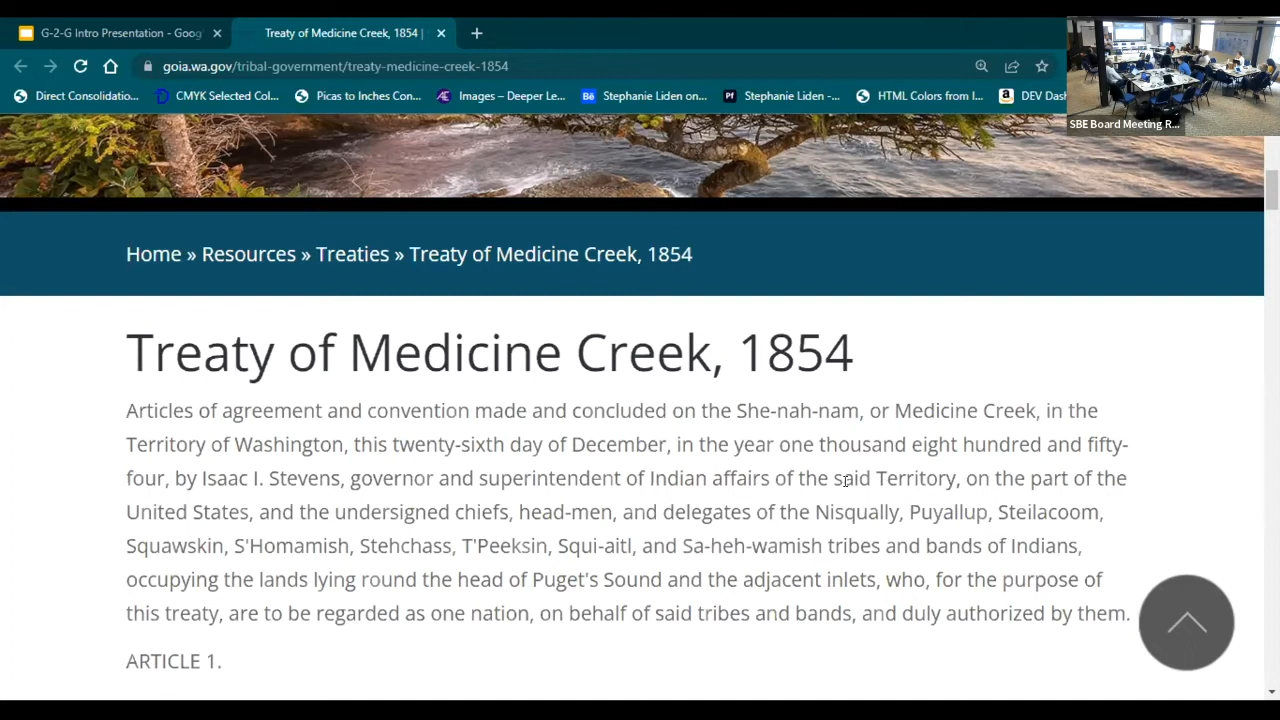 G-2-G Intro Presentation - Goog
Treaty of Medicine Creek, 1854 |
goia.wa.gov/tribal-government/treaty-medicine-creek-1854
Direct Consolidatio...
CMYK Selected Col...
Picas to Inches Con...
Images – Deeper Le...
Stephanie Liden on...
Stephanie Liden -...
HTML Colors from I...
DEV Dash
SBE Board Meeting R...
Home » Resources » Treaties » Treaty of Medicine Creek, 1854
Treaty of Medicine Creek, 1854
Articles of agreement and convention made and concluded on the She-nah-nam, or Medicine Creek, in the
Territory of Washington, this twenty-sixth day of December, in the year one thousand eight hundred and fifty-
four, by Isaac I. Stevens, governor and superintendent of Indian affairs of the said Territory, on the part of the
United States, and the undersigned chiefs, head-men, and delegates of the Nisqually, Puyallup, Steilacoom,
Squawskin, S'Homamish, Stehchass, T'Peeksin, Squi-aitl, and Sa-heh-wamish tribes and bands of Indians,
occupying the lands lying round the head of Puget's Sound and the adjacent inlets, who, for the purpose of
this treaty, are to be regarded as one nation, on behalf of said tribes and bands, and duly authorized by them.
ARTICLE 1.